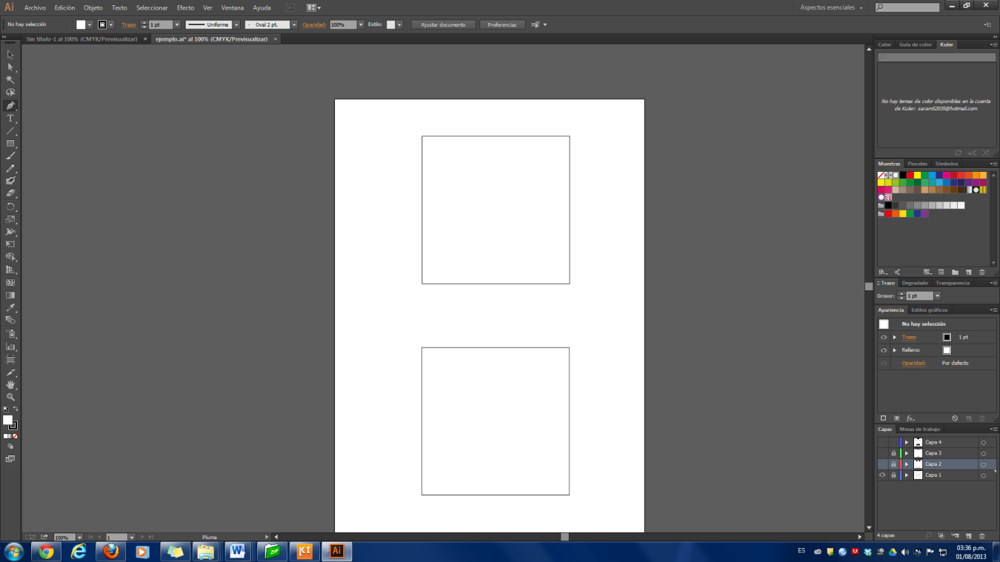 Ai Archivo Edición Objeto Texto Seleccionar Efecto Ver Ventana Ayuda Br Aspectos esenciales
No hay selección Trazo: 1 pt Uniforme Oval 2 pt. Opacidad: 100% Estilo: Ajustar documento Preferencias
Sin título-1 al 100% (CMYK/Previsualizar) × ejemplo.ai* al 100% (CMYK/Previsualizar) ×
Color Guía de color Kuler
No hay temas de color disponibles en la cuenta
de Kuler: saram52035@hotmail.com
Muestras Pinceles Símbolos
Trazo Degradado Transparencia
Grosor: 1 pt
Apariencia Estilos gráficos
No hay selección
Trazo: 1 pt
Relleno:
Opacidad: Por defecto
fx
Capas Mesas de trabajo
Capa 4
Capa 3
Capa 2
Capa 1
4 capas
100% 1 Pluma
W ZIP Ai ES 03:36 p.m.
01/08/2013